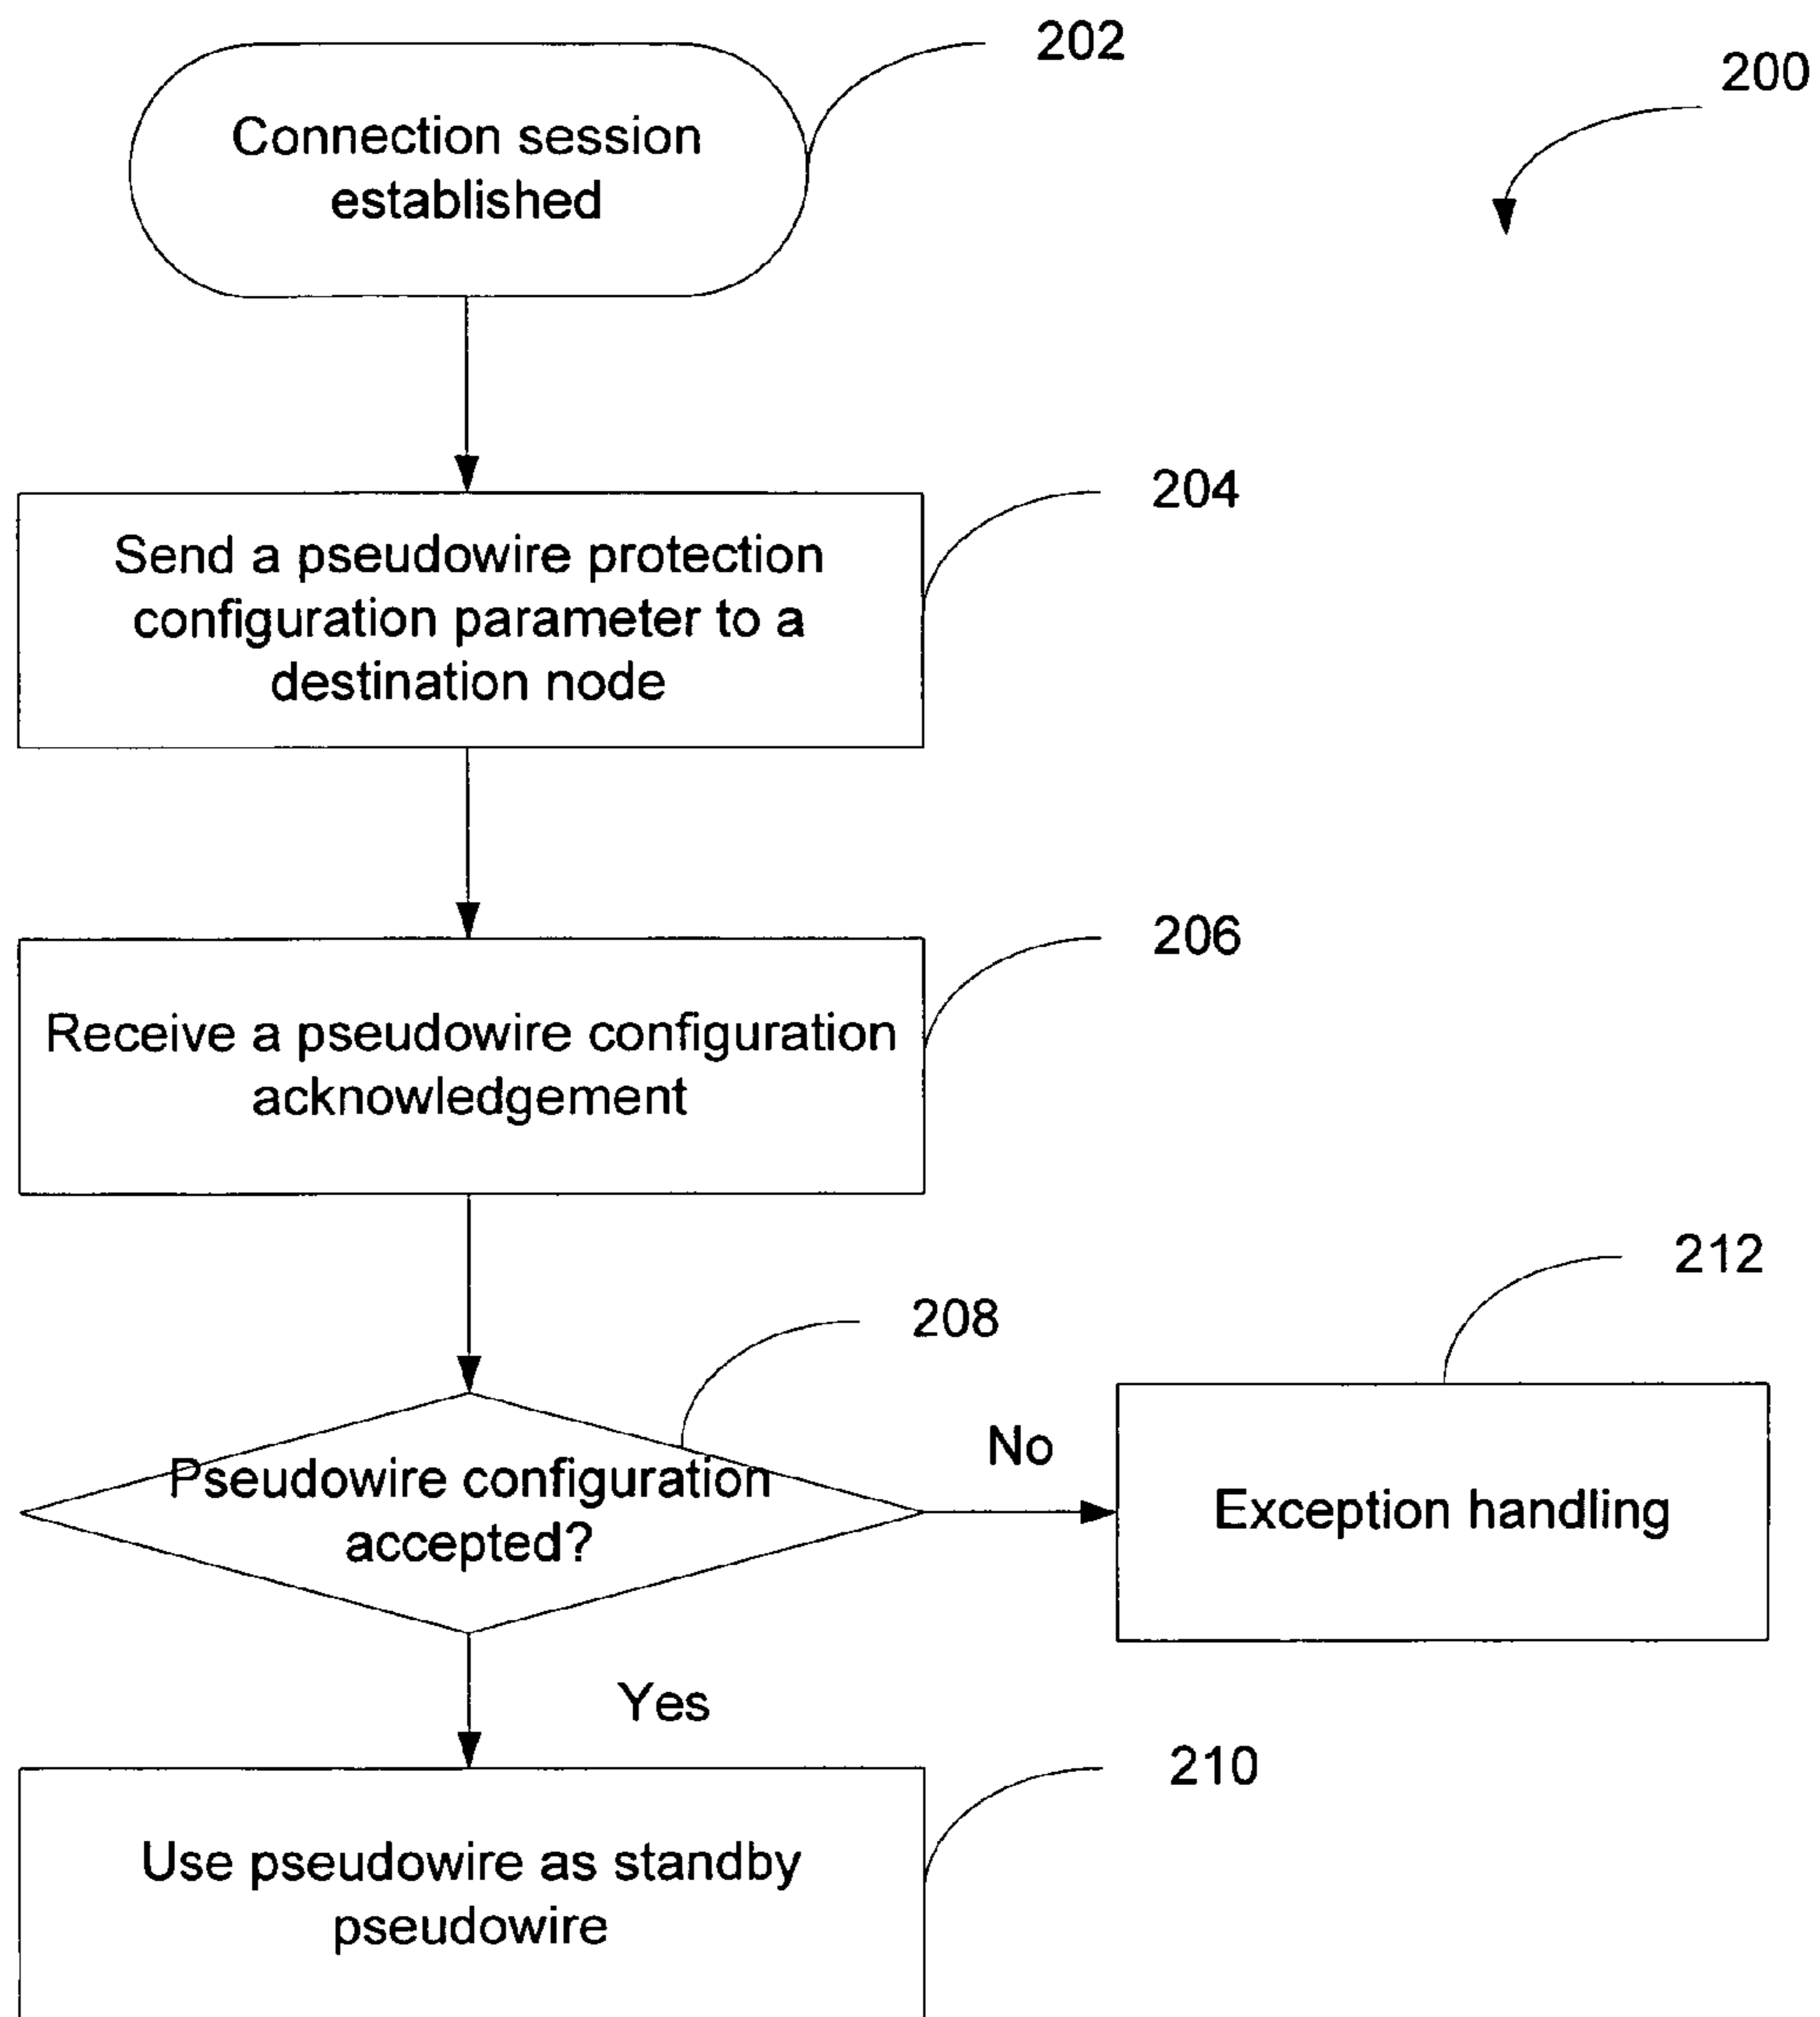 202
200
Connection session
established
204
Send a pseudowire protection
configuration parameter to a
destination node
206
Receive a pseudowire configuration
acknowledgement
212
208
No
Pseudowire configuration
accepted?
Exception handling
Yes
210
Use pseudowire as standby
pseudowire